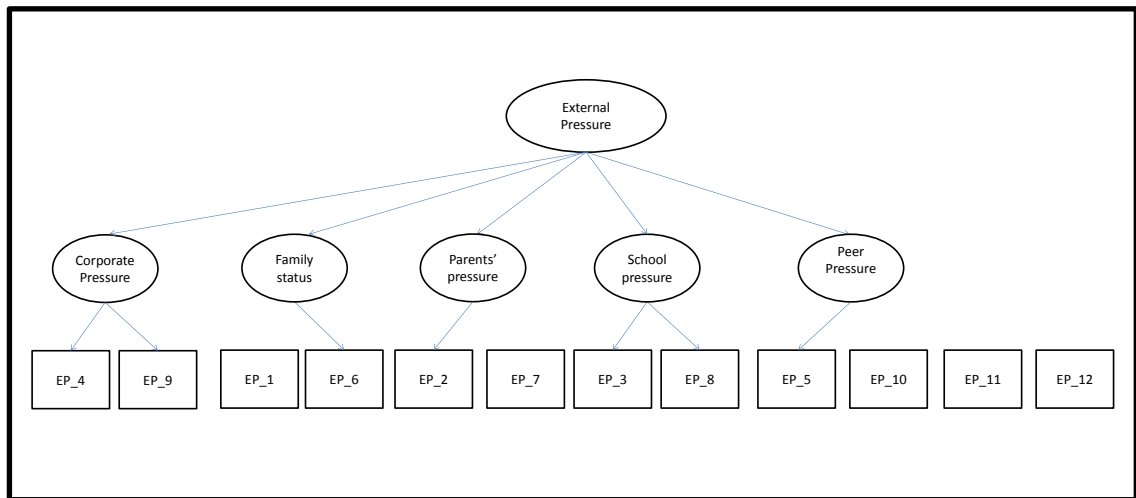 External
Pressure
Corporate
Pressure
Family
status
Parents’
pressure
School
pressure
Peer
Pressure
EP_4
EP_9
EP_1
EP_6
EP_2
EP_7
EP_3
EP_8
EP_5
EP_10
EP_11
EP_12